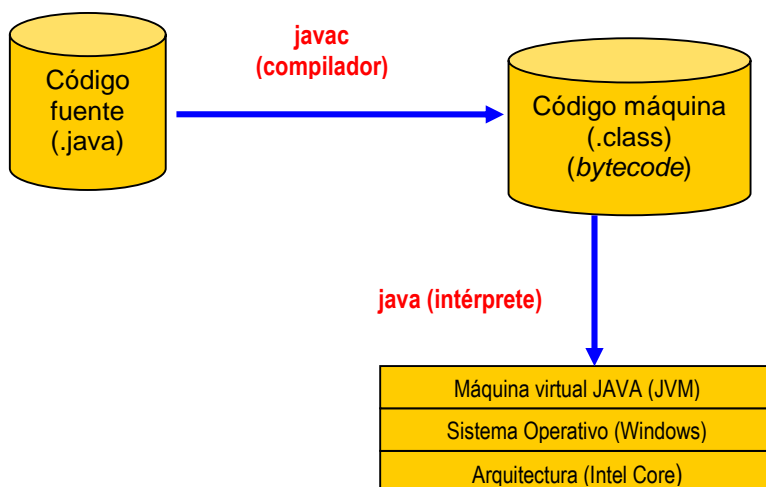 javac
(compilador)
Código
fuente
(.java)
Código máquina
(.class)
(bytecode)
java (intérprete)
Máquina virtual JAVA (JVM)
Sistema Operativo (Windows)
Arquitectura (Intel Core)